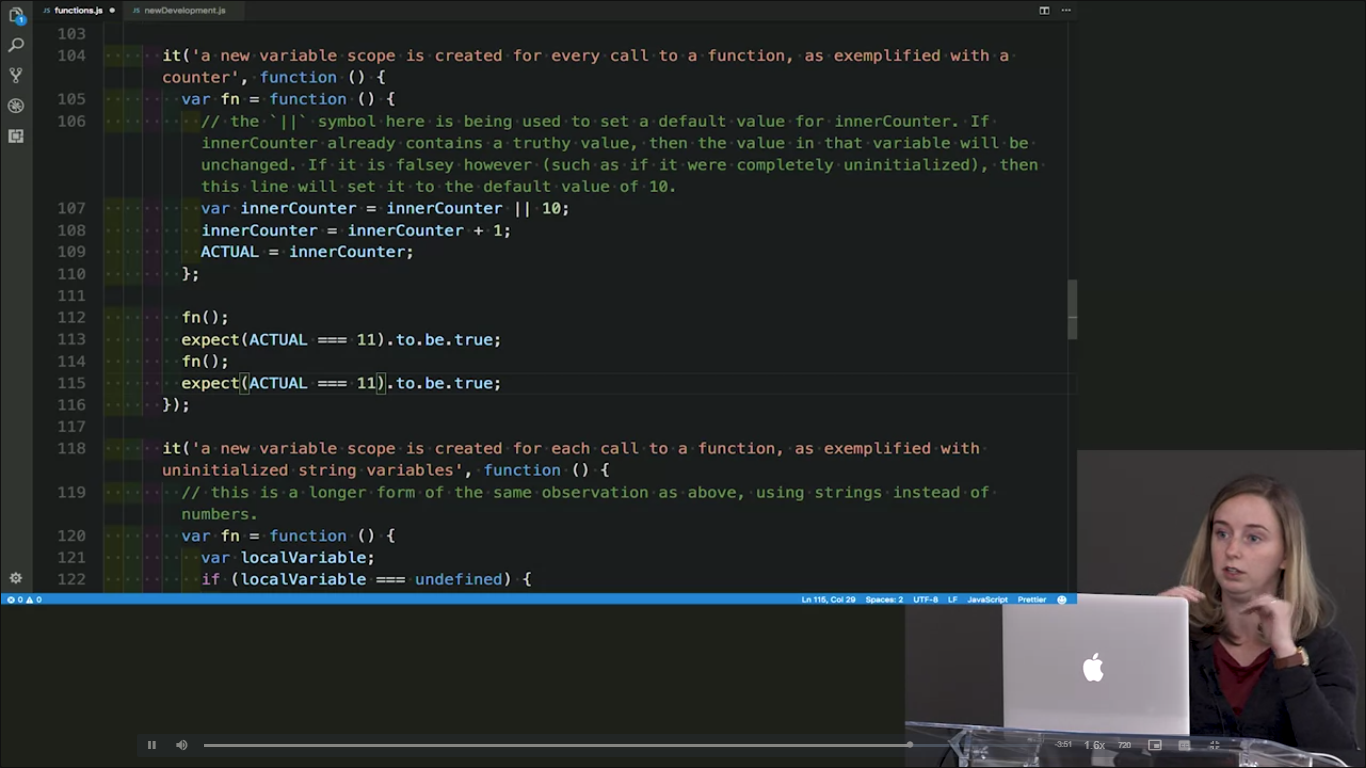 functions.js
newDevelopment.js
103
104 it('a new variable scope is created for every call to a function, as exemplified with a
counter', function () {
105 var fn = function () {
106 // the `||` symbol here is being used to set a default value for innerCounter. If
innerCounter already contains a truthy value, then the value in that variable will be
unchanged. If it is falsey however (such as if it were completely uninitialized), then
this line will set it to the default value of 10.
107 var innerCounter = innerCounter || 10;
108 innerCounter = innerCounter + 1;
109 ACTUAL = innerCounter;
110 };
111
112 fn();
113 expect(ACTUAL === 11).to.be.true;
114 fn();
115 expect(ACTUAL === 11).to.be.true;
116 });
117
118 it('a new variable scope is created for each call to a function, as exemplified with
uninitialized string variables', function () {
119 // this is a longer form of the same observation as above, using strings instead of
numbers.
120 var fn = function () {
121 var localVariable;
122 if (localVariable === undefined) {
0 0 Ln 115, Col 29 Spaces: 2 UTF-8 LF JavaScript Prettier
-3:51 1.6x 720